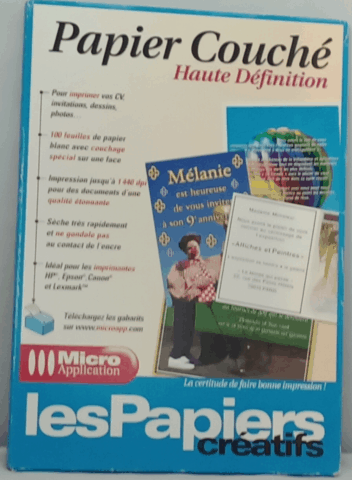 Papier Couché
Haute Définition
Pour imprimer vos CV,
invitations, dessins,
photos...
100 feuilles de papier
blanc avec couchage
spécial sur une face
Impression jusqu'à 1 440 dpi
pour des documents d'une
qualité étonnante
Sèche très rapidement
et ne gondole pas
au contact de l'encre
Idéal pour les imprimantes
HP, Epson, Canon
et Lexmark
Téléchargez les gabarits
sur www.microapp.com
Mélanie
est heureuse
de vous inviter
à son 9e anniv
«Affiches et Peintres»
Micro
Application
La certitude de faire bonne impression !
lesPapiers
créatifs